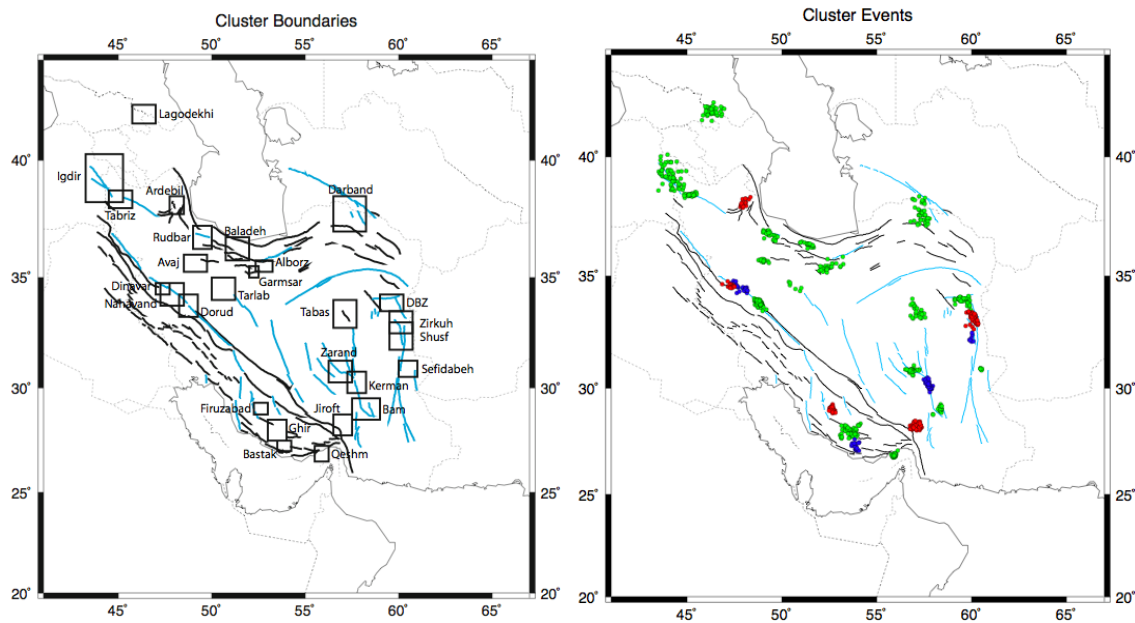 Cluster Boundaries
45˚ 50˚ 55˚ 60˚ 65˚
Lagodekhi
40˚ 40˚
Igdir
Ardebil
Darband
Tabriz
Rudbar
Baladeh
Avaj
Alborz
Garmsar
35˚ 35˚
Dinavar
Tarlab
Nahavand
Dorud
Tabas
DBZ
Zirkuh
Shusf
Zarand
Sefidabeh
30˚ 30˚
Kerman
Firuzabad
Jiroft
Bam
Ghir
Bastak
Qeshm
25˚ 25˚
20˚ 20˚
45˚ 50˚ 55˚ 60˚ 65˚
Cluster Events
45˚ 50˚ 55˚ 60˚ 65˚
40˚ 40˚
35˚ 35˚
30˚ 30˚
25˚ 25˚
20˚ 20˚
45˚ 50˚ 55˚ 60˚ 65˚